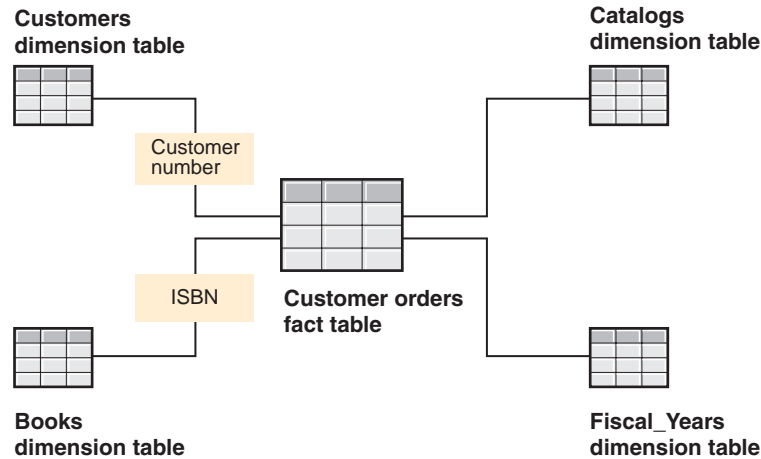 Customers
dimension table
Catalogs
dimension table
Customer
number
ISBN
Customer orders
fact table
Books
dimension table
Fiscal_Years
dimension table